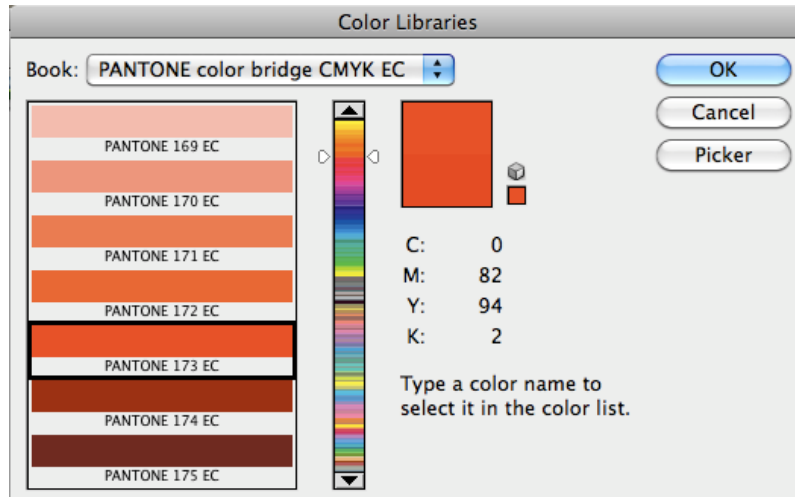 Color Libraries
Book: PANTONE color bridge CMYK EC
OK
Cancel
Picker
PANTONE 169 EC
PANTONE 170 EC
PANTONE 171 EC
PANTONE 172 EC
PANTONE 173 EC
PANTONE 174 EC
PANTONE 175 EC
C: 0
M: 82
Y: 94
K: 2
Type a color name to
select it in the color list.